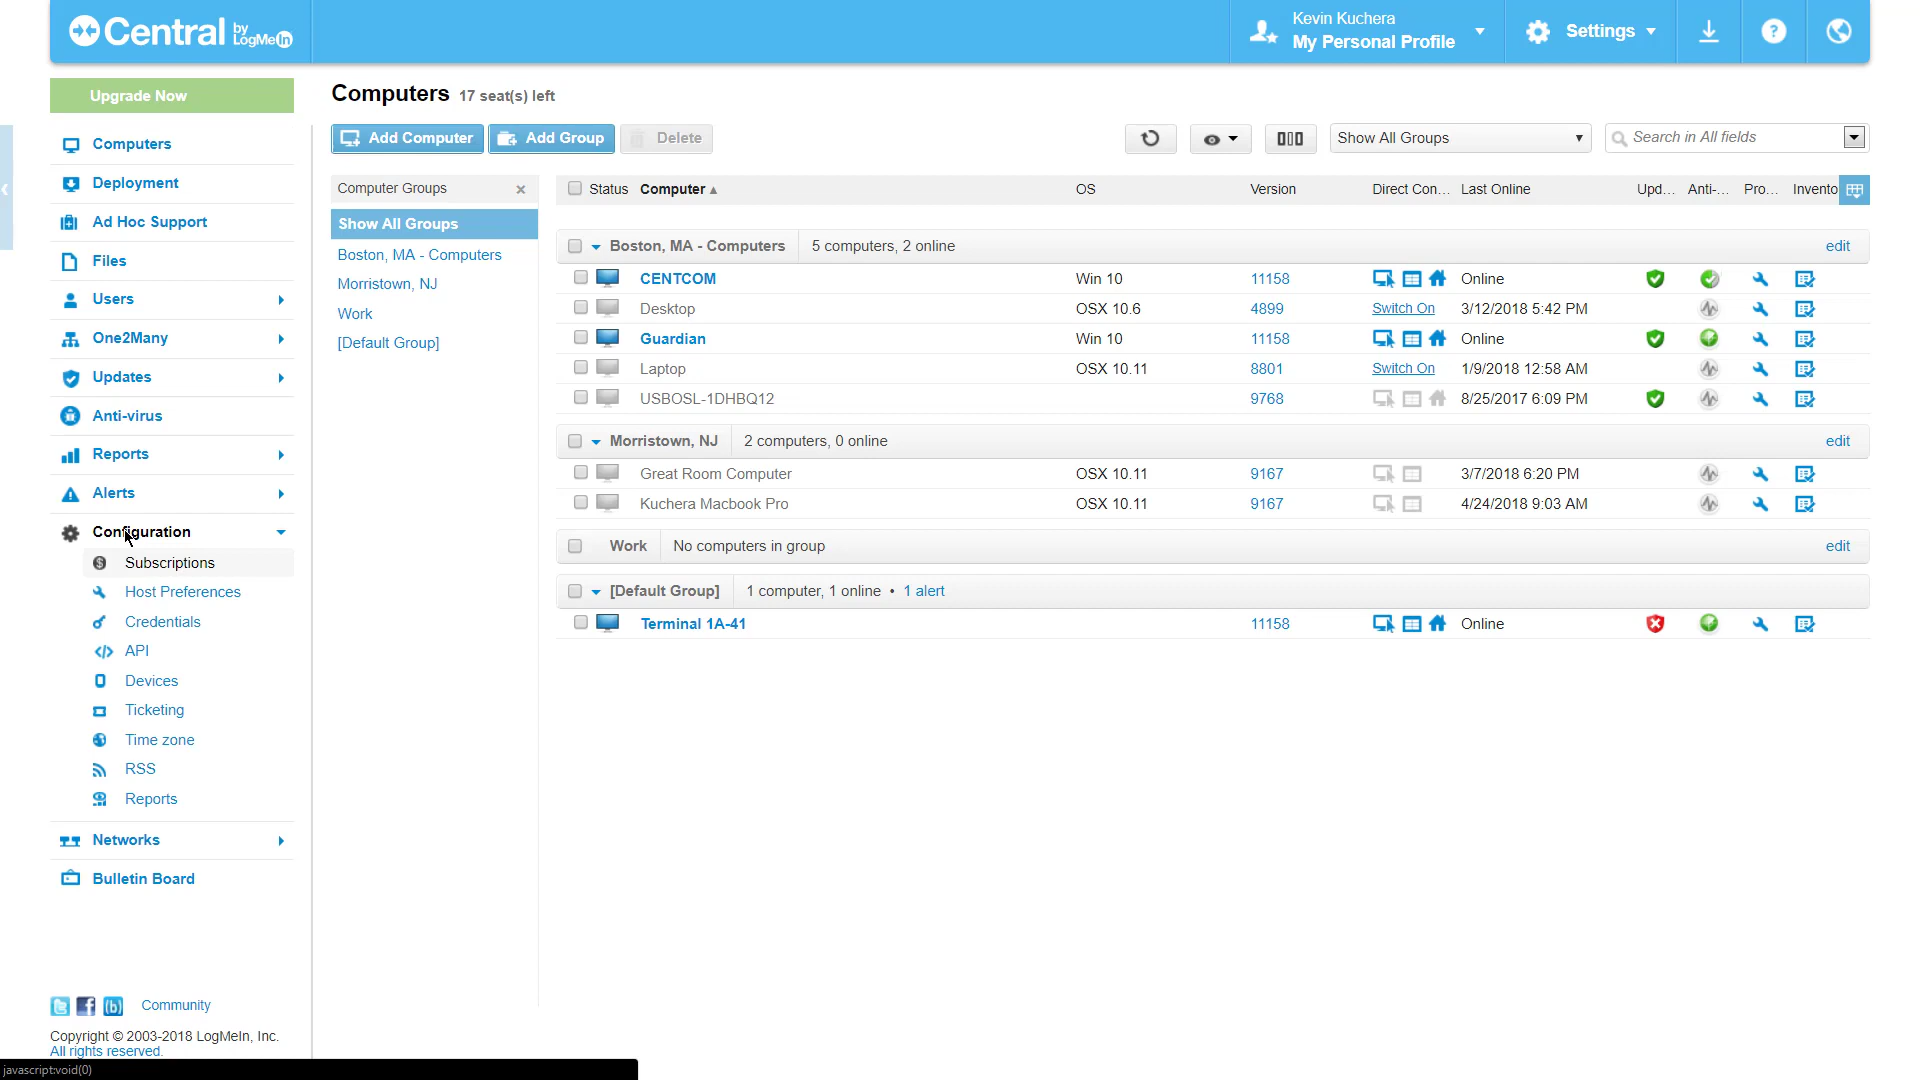 Central by LogMeIn
Kevin Kuchera
My Personal Profile
Settings
?
Upgrade Now
Computers
Deployment
Ad Hoc Support
Files
Users
One2Many
Updates
Anti-virus
Reports
Alerts
Configuration
Subscriptions
Host Preferences
Credentials
API
Devices
Ticketing
Time zone
RSS
Reports
Networks
Bulletin Board
Community
Copyright © 2003-2018 LogMeIn, Inc.
All rights reserved.
javascript:void(0)
Computers 17 seat(s) left
Add Computer Add Group Delete
Show All Groups
Search in All fields
Computer Groups
Show All Groups
Boston, MA - Computers
Morristown, NJ
Work
[Default Group]
Status Computer OS Version Direct Con... Last Online Upd... Anti-... Pro... Invento
Boston, MA - Computers 5 computers, 2 online edit
CENTCOM Win 10 11158 Online
Desktop OSX 10.6 4899 Switch On 3/12/2018 5:42 PM
Guardian Win 10 11158 Online
Laptop OSX 10.11 8801 Switch On 1/9/2018 12:58 AM
USBOSL-1DHBQ12 9768 8/25/2017 6:09 PM
Morristown, NJ 2 computers, 0 online edit
Great Room Computer OSX 10.11 9167 3/7/2018 6:20 PM
Kuchera Macbook Pro OSX 10.11 9167 4/24/2018 9:03 AM
Work No computers in group edit
[Default Group] 1 computer, 1 online • 1 alert
Terminal 1A-41 11158 Online